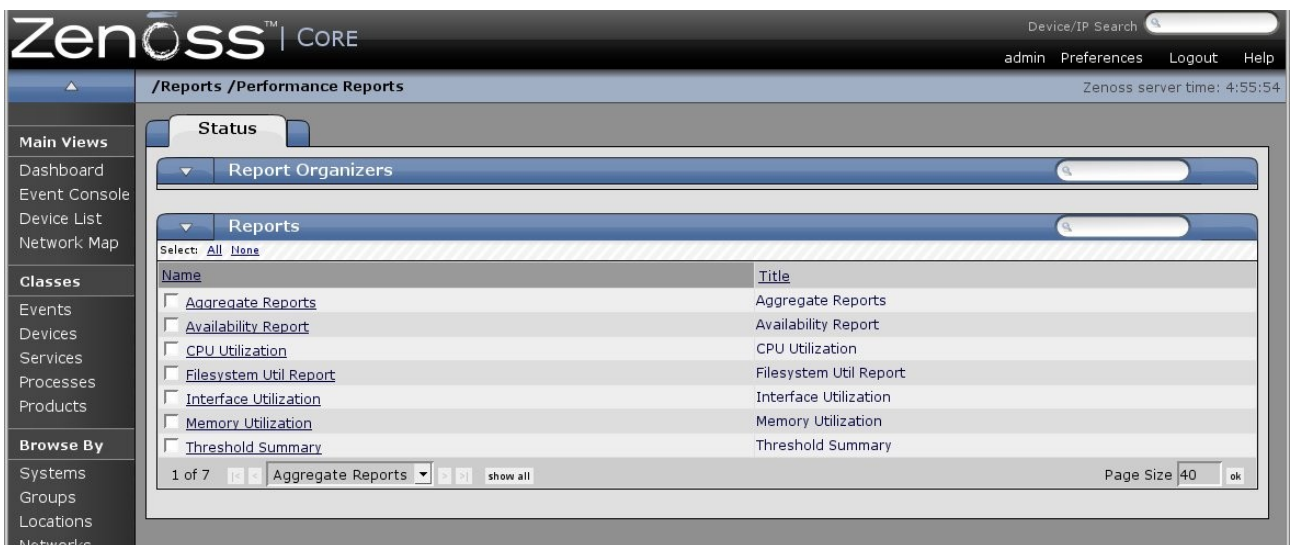 Zenoss™ | CORE
Device/IP Search
admin Preferences Logout Help
/Reports /Performance Reports
Zenoss server time: 4:55:54
Main Views
Dashboard
Event Console
Device List
Network Map
Classes
Events
Devices
Services
Processes
Products
Browse By
Systems
Groups
Locations
Networks
Status
Report Organizers
Reports
Select: All None
Name Title
Aggregate Reports Aggregate Reports
Availability Report Availability Report
CPU Utilization CPU Utilization
Filesystem Util Report Filesystem Util Report
Interface Utilization Interface Utilization
Memory Utilization Memory Utilization
Threshold Summary Threshold Summary
1 of 7 |< < Aggregate Reports > >| show all Page Size 40 ok